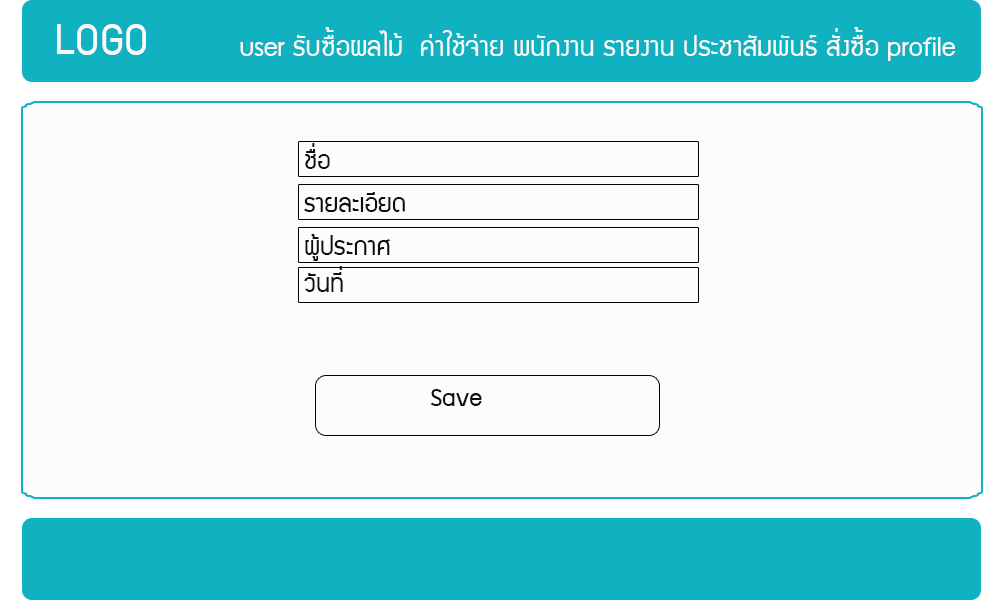 LOGO
user รับซื้อผลไม้ ค่าใช้จ่าย พนักงาน รายงาน ประชาสัมพันธ์ สั่งซื้อ profile
ชื่อ
รายละเอียด
ผู้ประกาศ
วันที่
Save